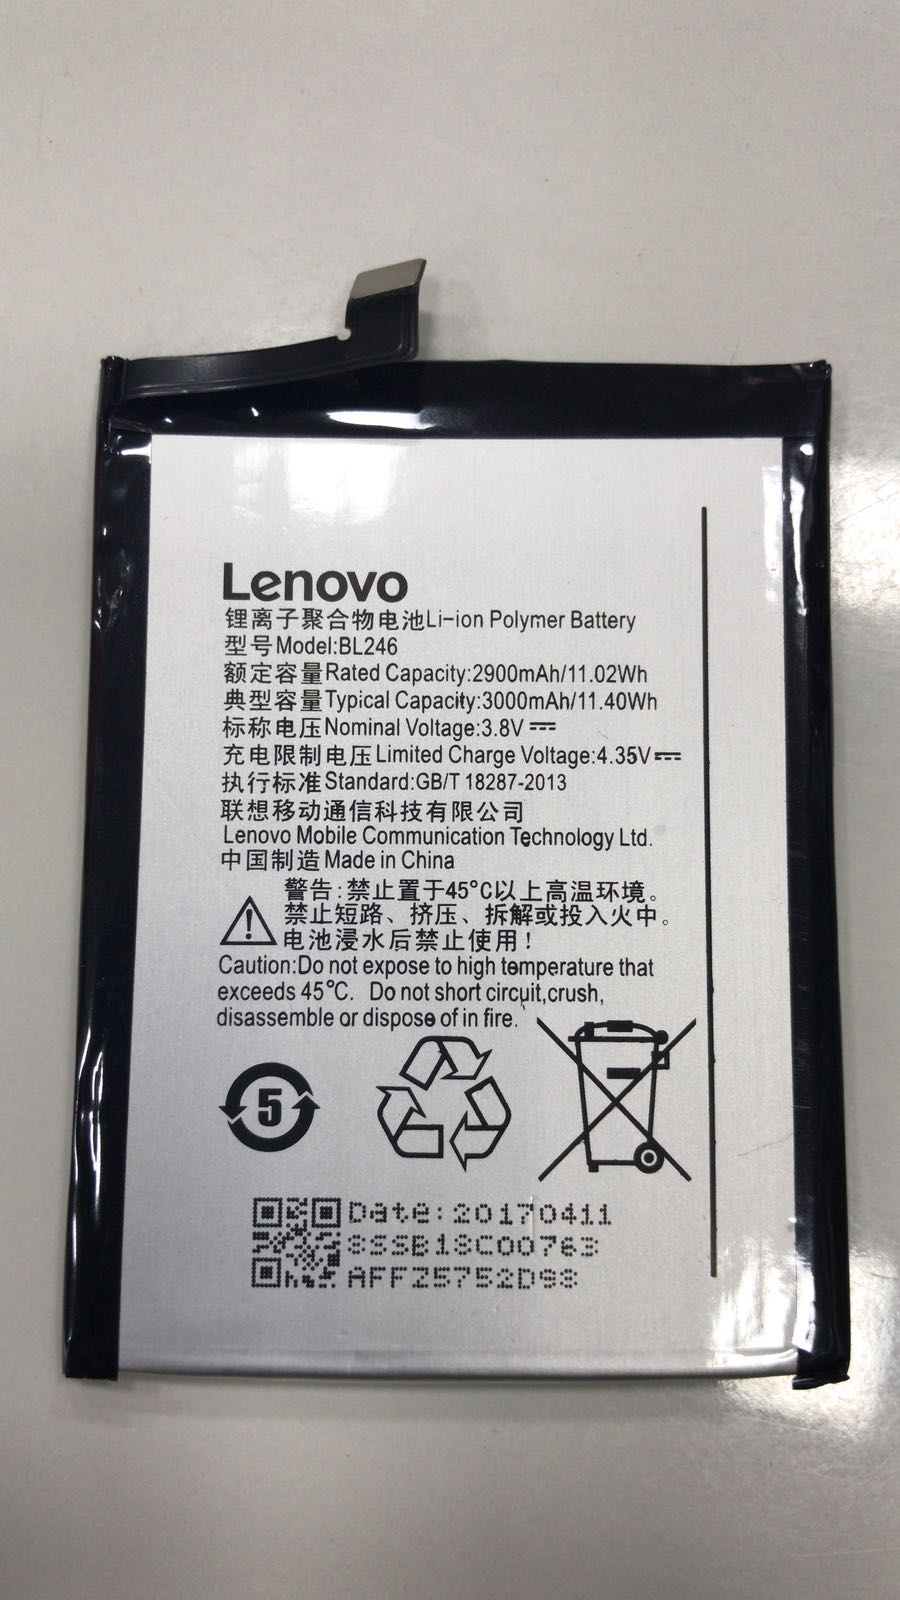 Lenovo
锂离子聚合物电池Li-ion Polymer Battery
型号Model:BL246
额定容量Rated Capacity:2900mAh/11.02Wh
典型容量Typical Capacity:3000mAh/11.40Wh
标称电压Nominal Voltage:3.8V ⎓
充电限制电压Limited Charge Voltage:4.35V⎓
执行标准Standard:GB/T 18287-2013
联想移动通信科技有限公司
Lenovo Mobile Communication Technology Ltd.
中国制造Made in China
警告:禁止置于45°C以上高温环境。
禁止短路、挤压、拆解或投入火中。
电池浸水后禁止使用!
Caution:Do not expose to high temperature that
exceeds 45°C. Do not short circuit,crush,
disassemble or dispose of in fire.
5
Date:20170411
8SSB18C00763
AFFZ5752D98